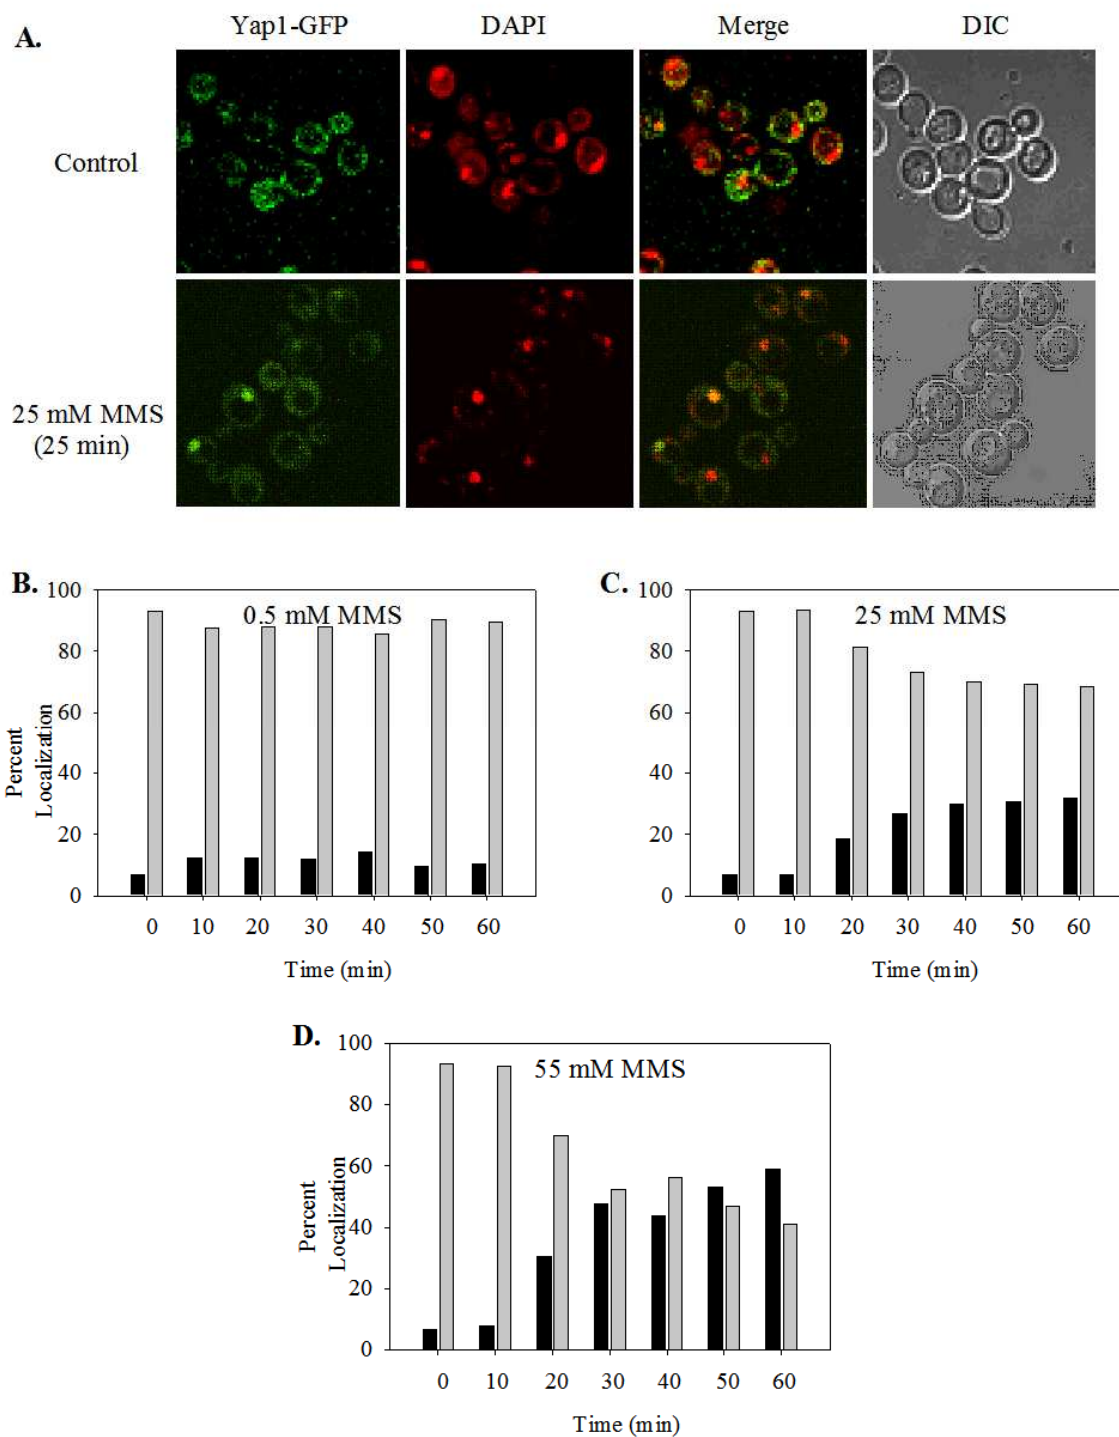 A.
Yap1-GFP DAPI Merge DIC
Control
25 mM MMS
(25 min)
B.
0.5 mM MMS
100
80
60
40
20
0
Percent
Localization
0 10 20 30 40 50 60
Time (min)
C.
25 mM MMS
100
80
60
40
20
0
0 10 20 30 40 50 60
Time (min)
D.
55 mM MMS
100
80
60
40
20
0
Percent
Localization
0 10 20 30 40 50 60
Time (min)